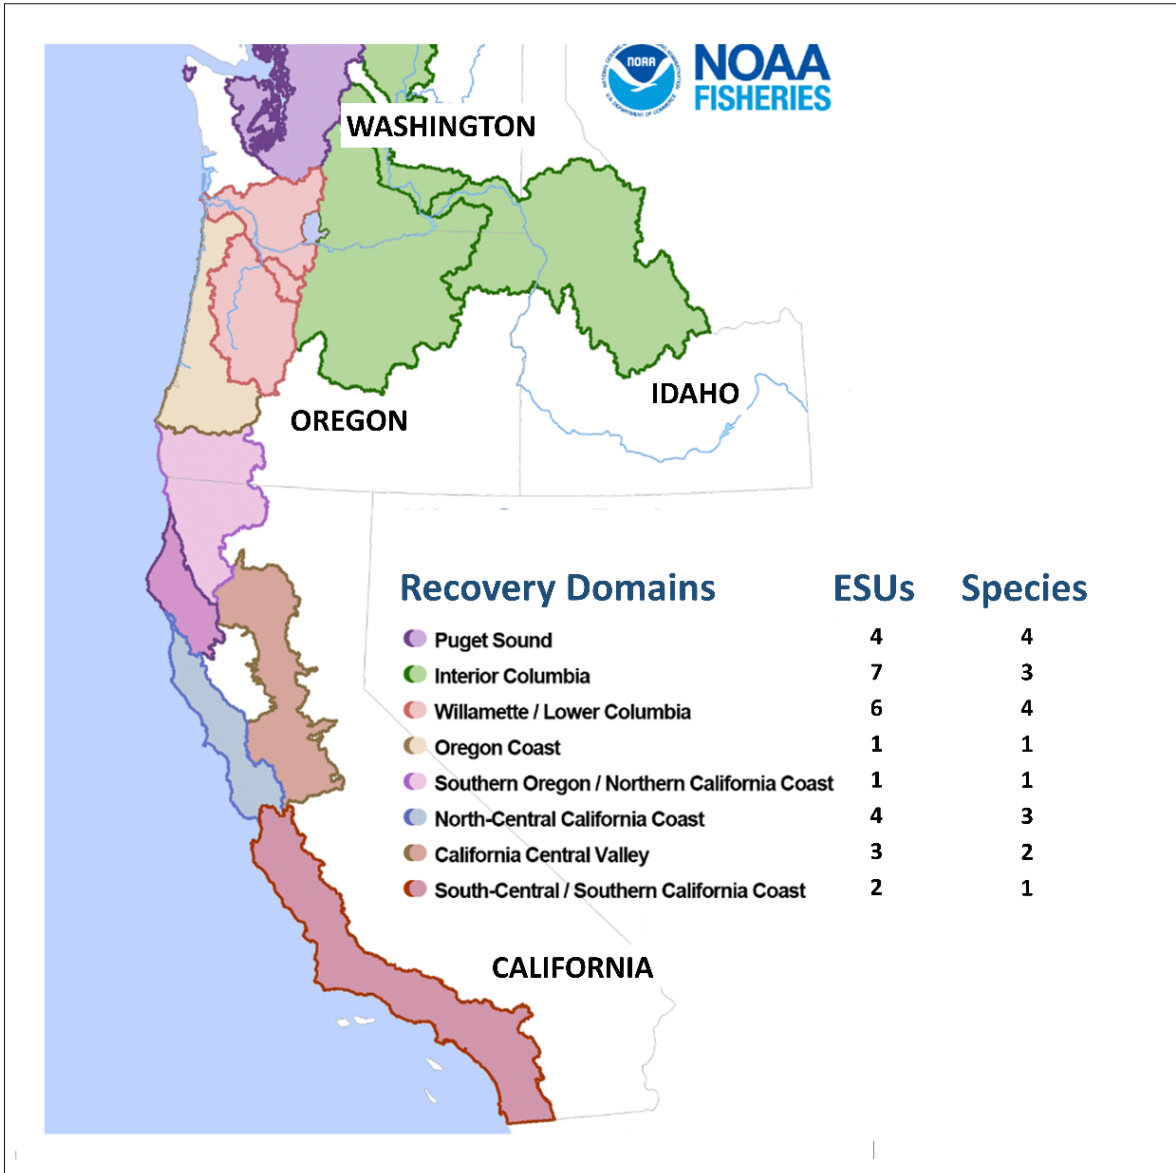 NOAA
NOAA
FISHERIES
WASHINGTON
IDAHO
OREGON
Recovery Domains ESUs Species
Puget Sound 4 4
Interior Columbia 7 3
Willamette / Lower Columbia 6 4
Oregon Coast 1 1
Southern Oregon / Northern California Coast 1 1
North-Central California Coast 4 3
California Central Valley 3 2
South-Central / Southern California Coast 2 1
CALIFORNIA